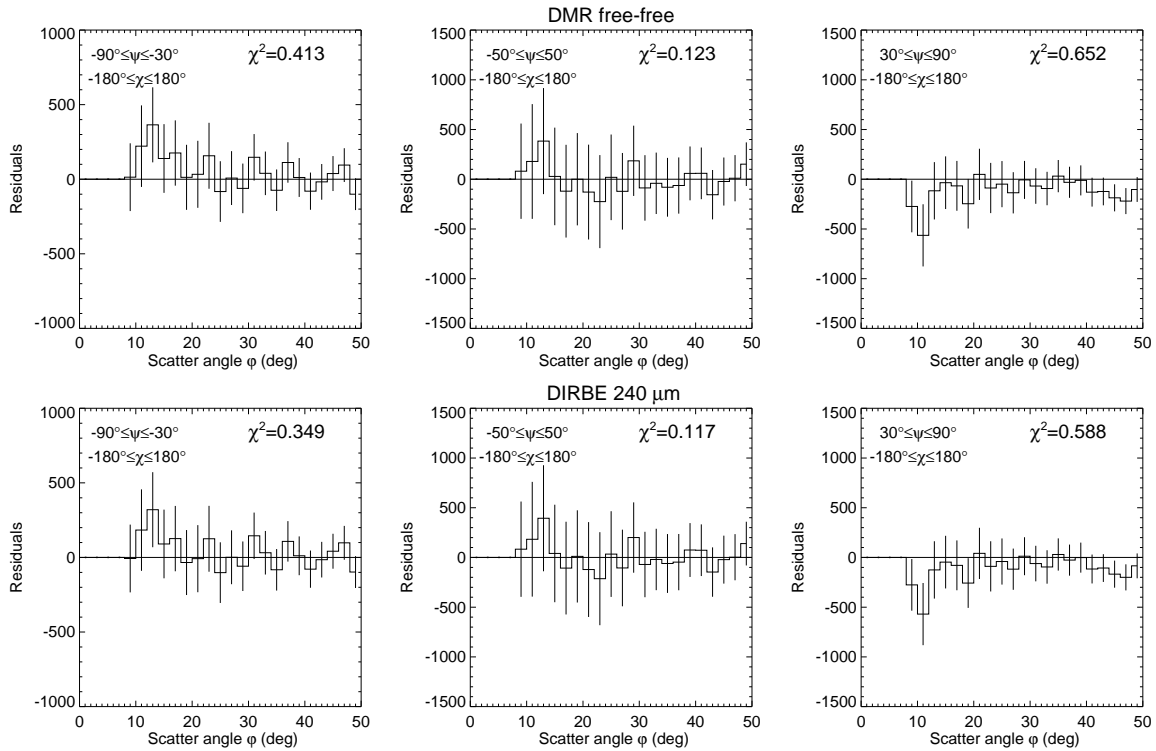 DMR free-free
1000
500
0
-500
-1000
Residuals
-90°≤ψ≤-30°
-180°≤χ≤180°
χ²=0.413
0 10 20 30 40 50
Scatter angle φ (deg)
1500
1000
500
0
-500
-1000
-1500
Residuals
-50°≤ψ≤50°
-180°≤χ≤180°
χ²=0.123
0 10 20 30 40 50
Scatter angle φ (deg)
1500
1000
500
0
-500
-1000
-1500
Residuals
30°≤ψ≤90°
-180°≤χ≤180°
χ²=0.652
0 10 20 30 40 50
Scatter angle φ (deg)
DIRBE 240 μm
1000
500
0
-500
-1000
Residuals
-90°≤ψ≤-30°
-180°≤χ≤180°
χ²=0.349
0 10 20 30 40 50
Scatter angle φ (deg)
1500
1000
500
0
-500
-1000
-1500
Residuals
-50°≤ψ≤50°
-180°≤χ≤180°
χ²=0.117
0 10 20 30 40 50
Scatter angle φ (deg)
1500
1000
500
0
-500
-1000
-1500
Residuals
30°≤ψ≤90°
-180°≤χ≤180°
χ²=0.588
0 10 20 30 40 50
Scatter angle φ (deg)